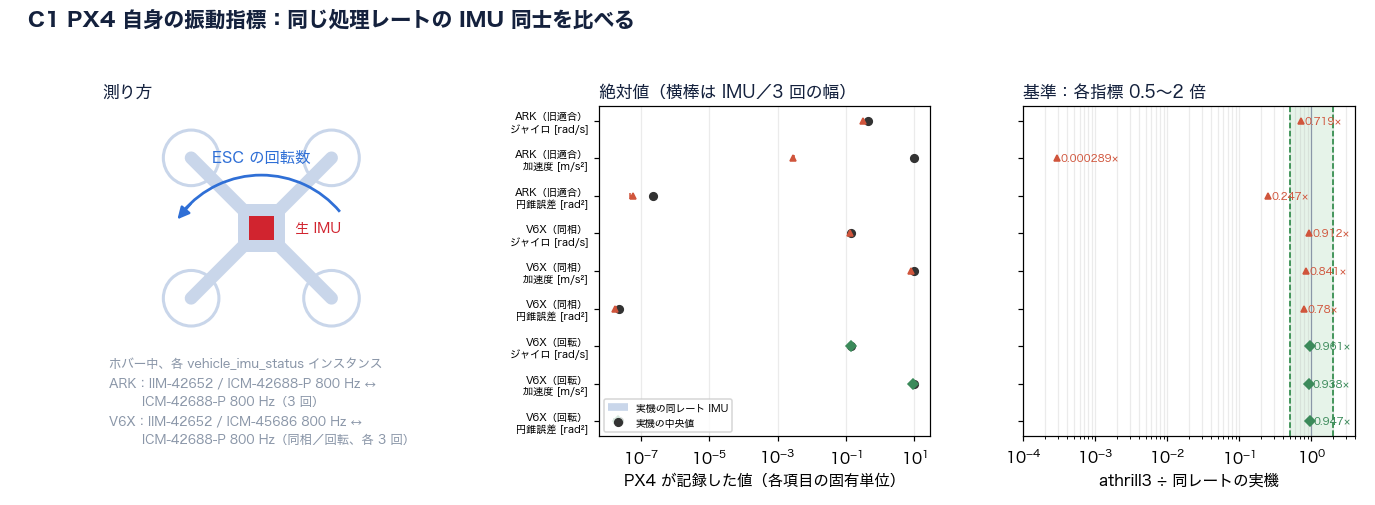 C1 PX4 自身の振動指標：同じ処理レートの IMU 同士を比べる
測り方
ESC の回転数
生 IMU
ホバー中、各 vehicle_imu_status インスタンス
ARK：IIM-42652 / ICM-42688-P 800 Hz ↔
ICM-42688-P 800 Hz（3 回）
V6X：IIM-42652 / ICM-45686 800 Hz ↔
ICM-42688-P 800 Hz（同相／回転、各 3 回）
絶対値（横棒は IMU／3 回の幅）
ARK（旧適合）
ジャイロ [rad/s]
ARK（旧適合）
加速度 [m/s²]
ARK（旧適合）
円錐誤差 [rad²]
V6X（同相）
ジャイロ [rad/s]
V6X（同相）
加速度 [m/s²]
V6X（同相）
円錐誤差 [rad²]
V6X（回転）
ジャイロ [rad/s]
V6X（回転）
加速度 [m/s²]
V6X（回転）
円錐誤差 [rad²]
実機の同レート IMU
実機の中央値
10⁻⁷ 10⁻⁵ 10⁻³ 10⁻¹ 10¹
PX4 が記録した値（各項目の固有単位）
基準：各指標 0.5〜2 倍
0.719×
0.000289×
0.247×
0.912×
0.841×
0.78×
0.961×
0.938×
0.947×
10⁻⁴ 10⁻³ 10⁻² 10⁻¹ 10⁰
athrill3 ÷ 同レートの実機